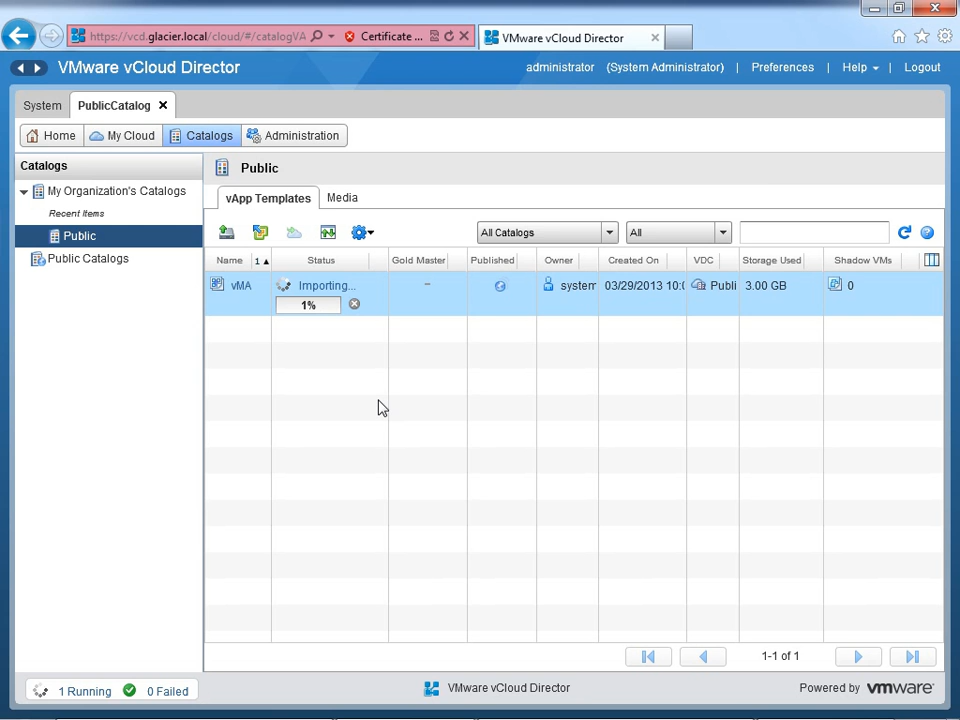 https://vcd.glacier.local/cloud/#/catalogVA
Certificate ...
VMware vCloud Director
VMware vCloud Director
administrator (System Administrator) | Preferences | Help | Logout
System
PublicCatalog
Home
My Cloud
Catalogs
Administration
Catalogs
My Organization's Catalogs
Recent Items
Public
Public Catalogs
Public
vApp Templates
Media
All Catalogs
All
Name 1 Status Gold Master Published Owner Created On VDC Storage Used Shadow VMs
vMA Importing... – system 03/29/2013 10:0 Publi 3.00 GB 0
1%
1-1 of 1
1 Running 0 Failed
VMware vCloud Director
Powered by vmware